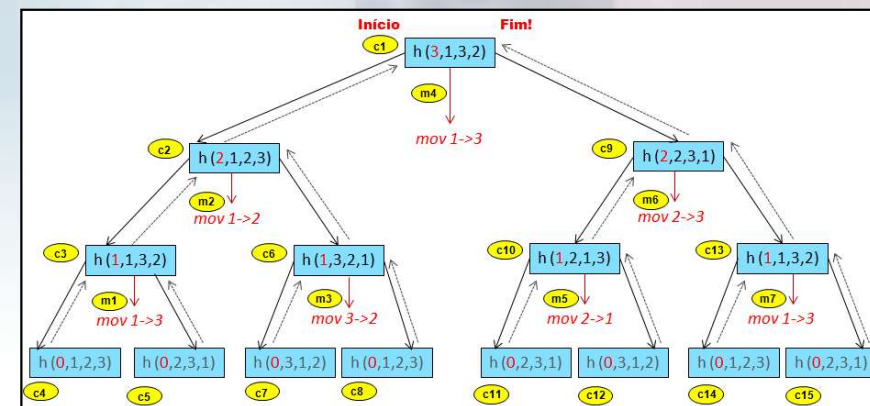 Início Fim!
c1 h (3,1,3,2)
m4
mov 1->3
c2 h (2,1,2,3) c9 h (2,2,3,1)
m2 m6
mov 1->2 mov 2->3
c3 h (1,1,3,2) c6 h (1,3,2,1) c10 h (1,2,1,3) c13 h (1,1,3,2)
m1 m3 m5 m7
mov 1->3 mov 3->2 mov 2->1 mov 1->3
h (0,1,2,3) h (0,2,3,1) h (0,3,1,2) h (0,1,2,3) h (0,2,3,1) h (0,3,1,2) h (0,1,2,3) h (0,2,3,1)
c4 c5 c7 c8 c11 c12 c14 c15